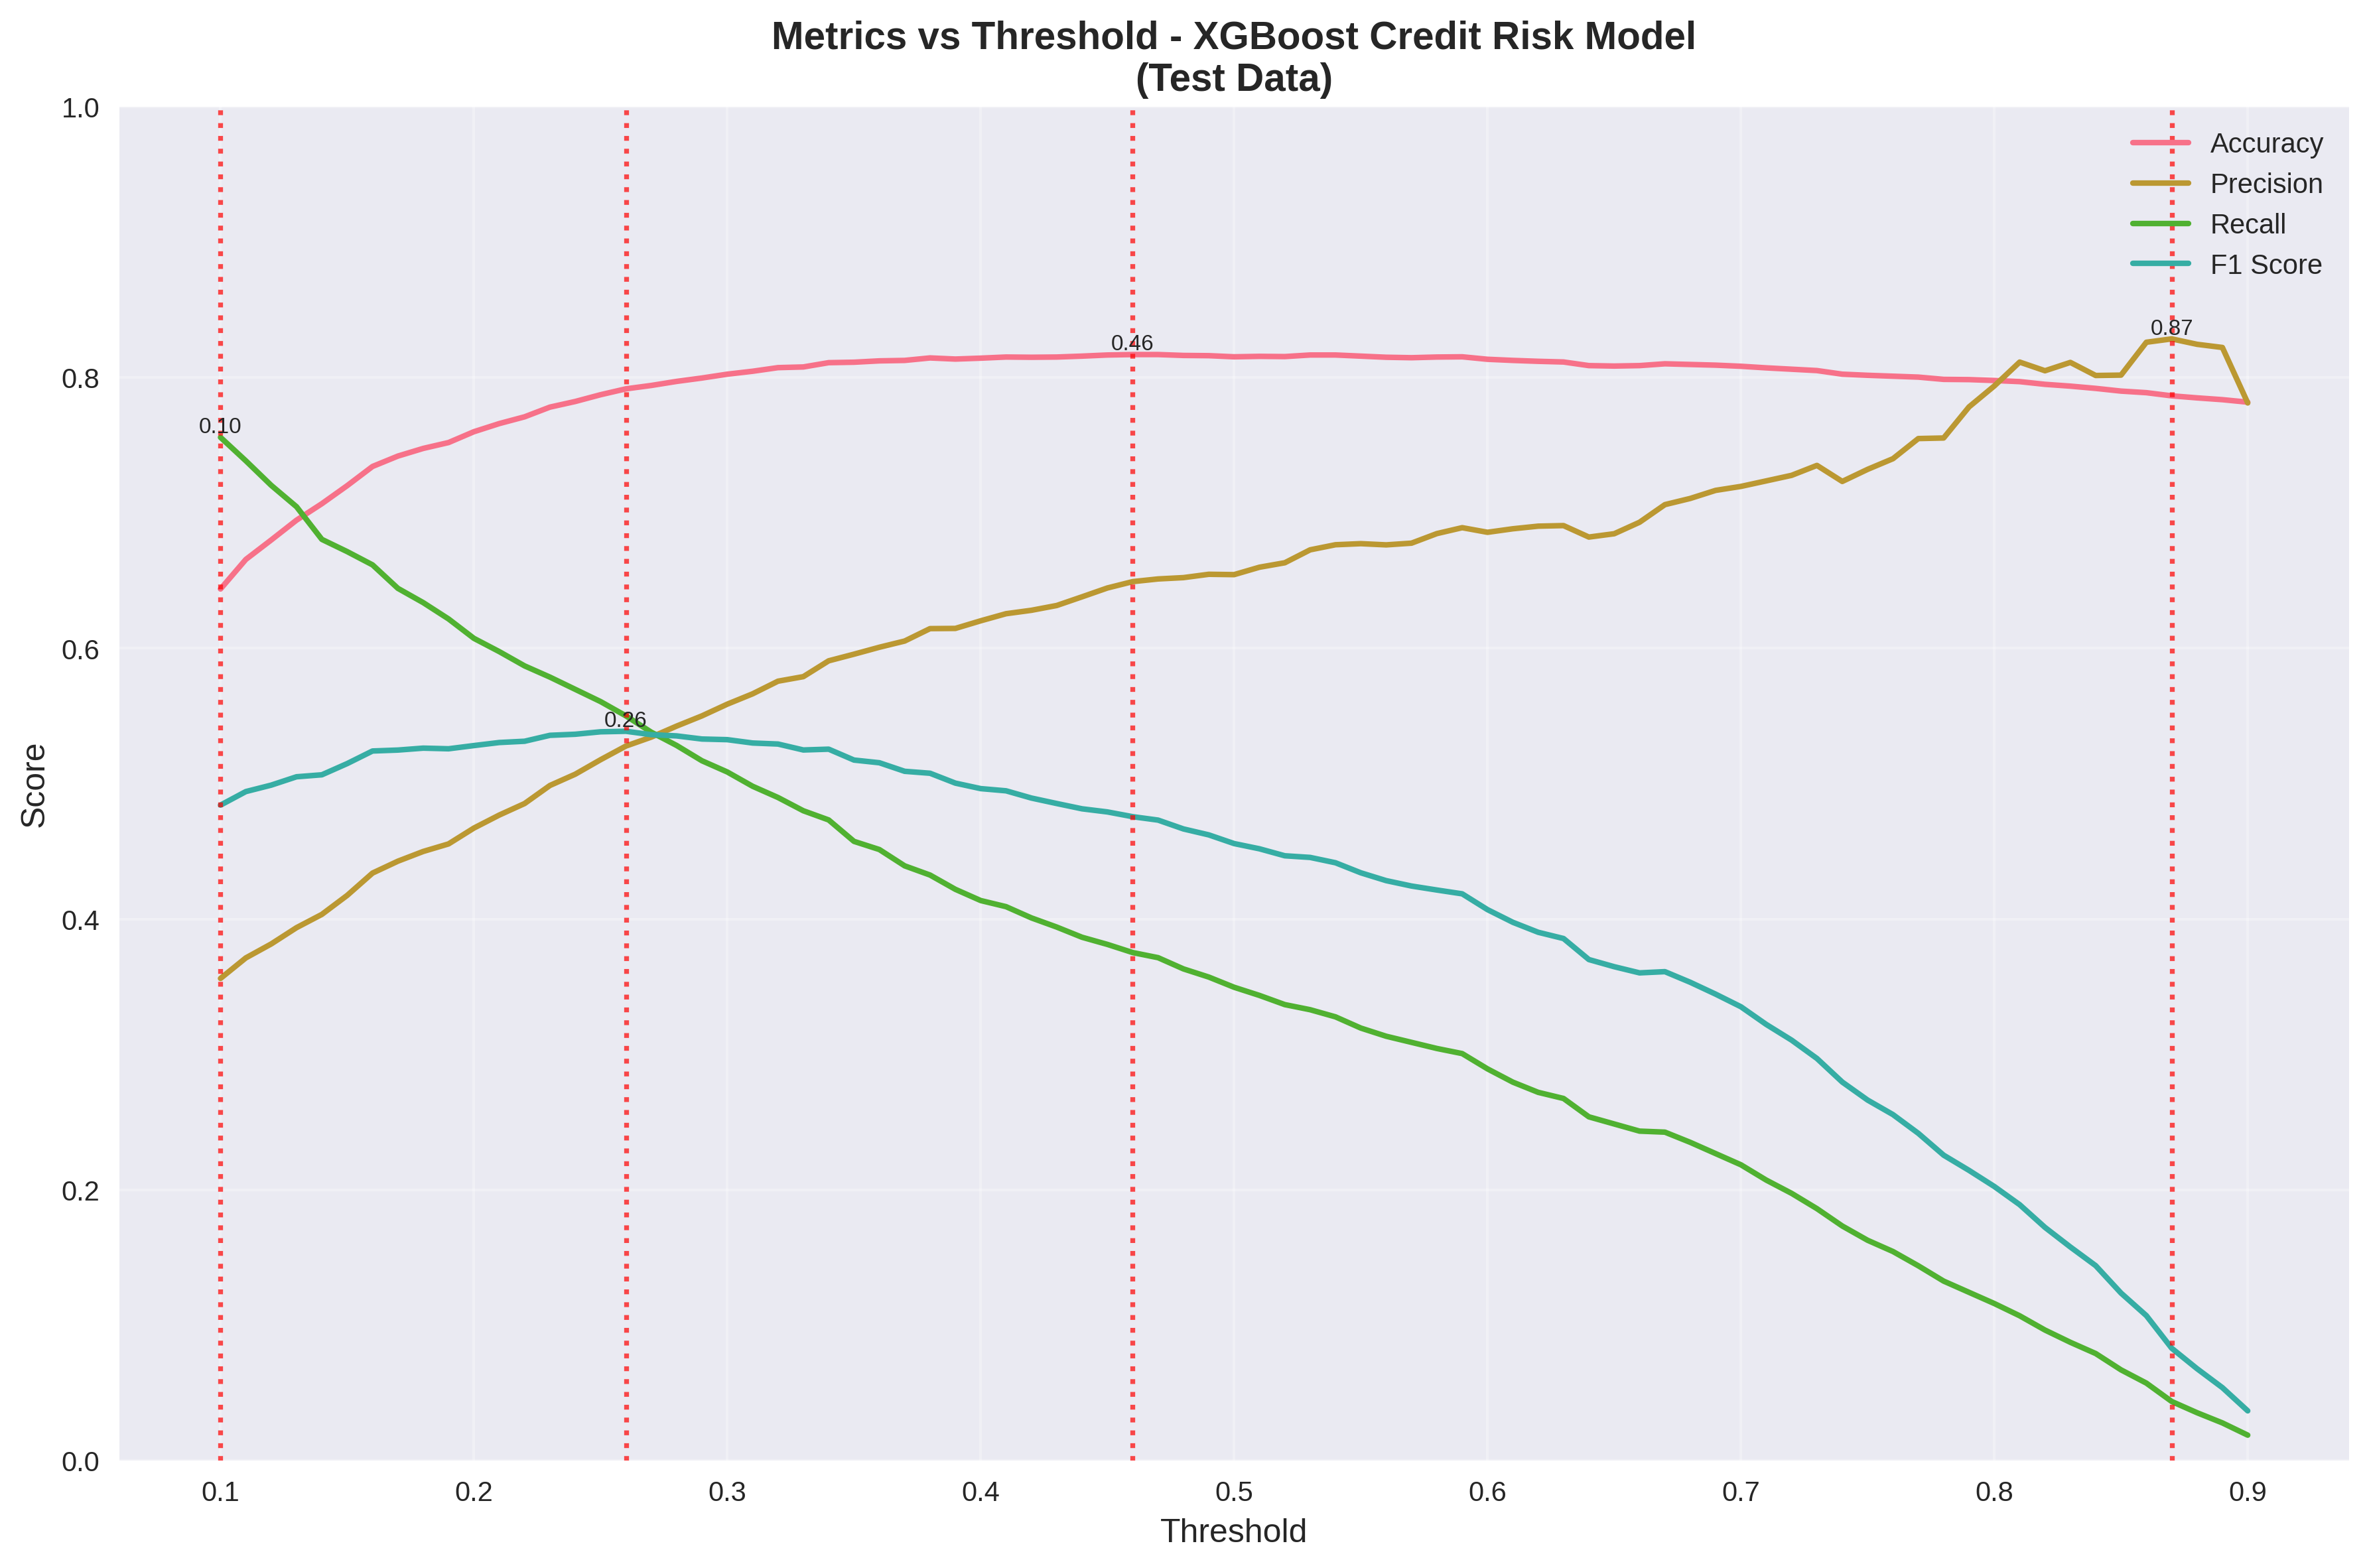 Metrics vs Threshold - XGBoost Credit Risk Model
(Test Data)
1.0
0.8
0.6
0.4
0.2
0.0
Score
Accuracy
Precision
Recall
F1 Score
0.10
0.26
0.46
0.87
0.1
0.2
0.3
0.4
0.5
0.6
0.7
0.8
0.9
Threshold